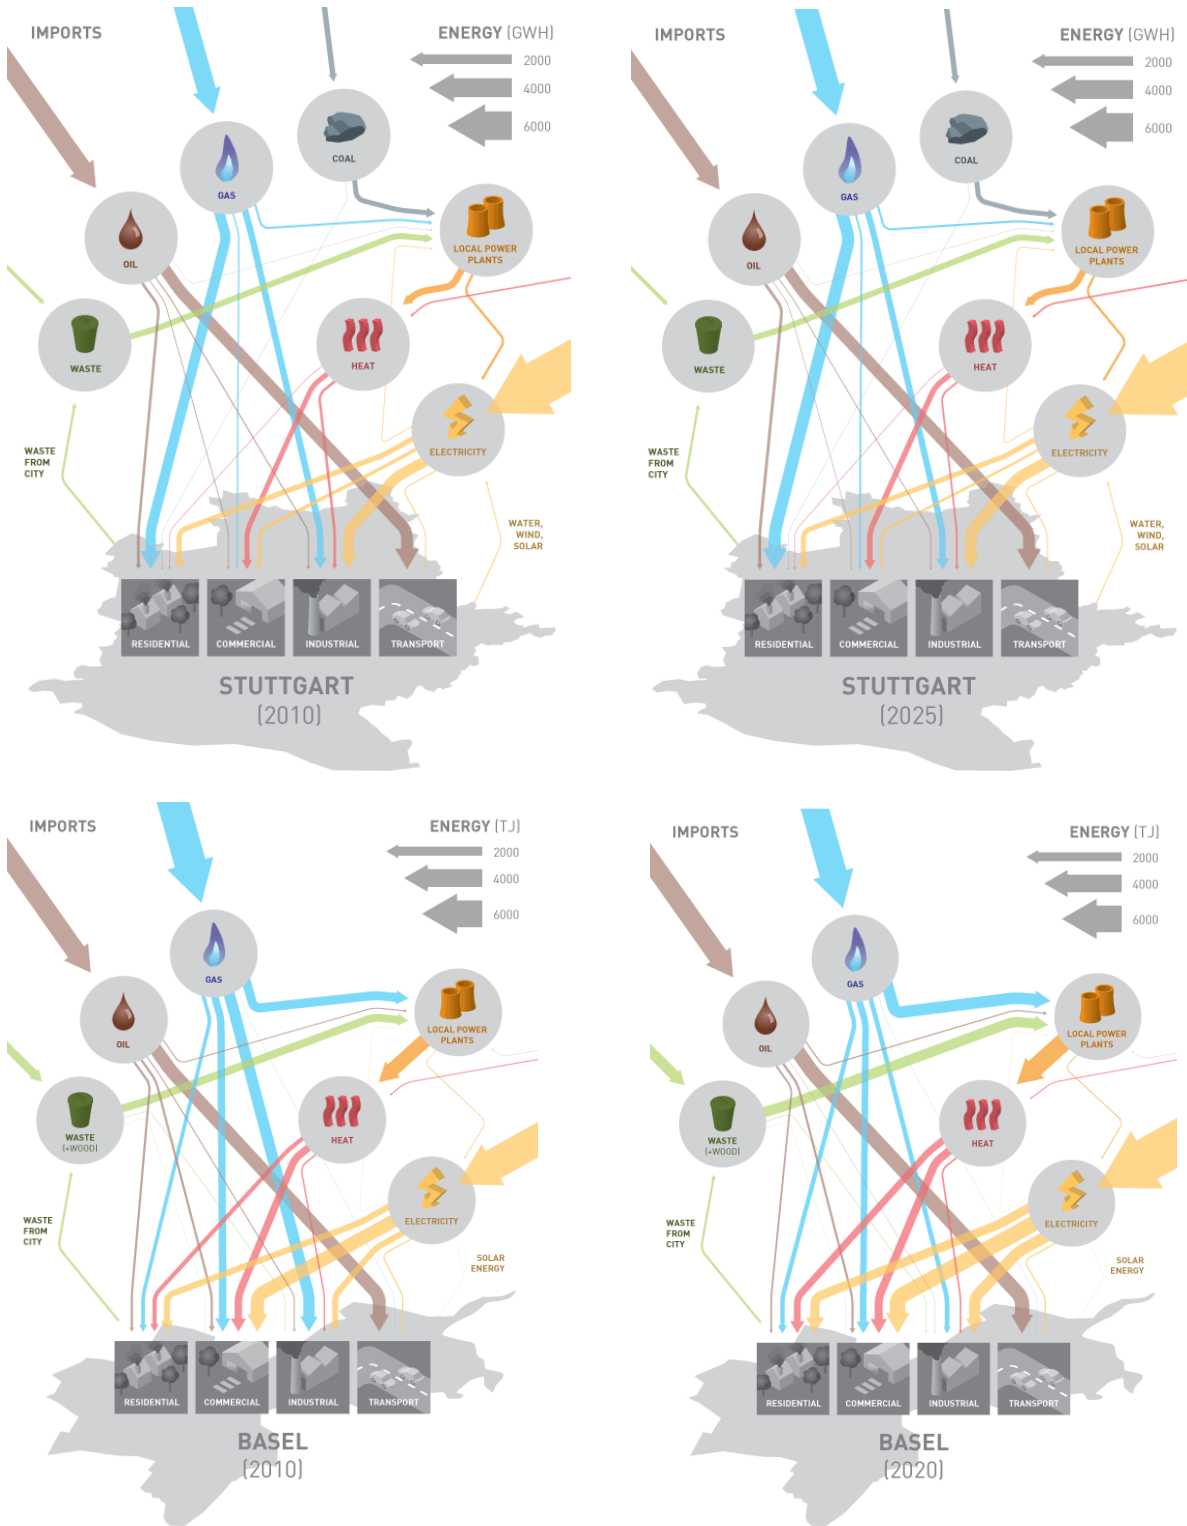 IMPORTS
ENERGY (GWH)
2000
4000
6000
COAL
GAS
OIL
LOCAL POWER
PLANTS
WASTE
HEAT
ELECTRICITY
WASTE
FROM
CITY
WATER,
WIND,
SOLAR
RESIDENTIAL
COMMERCIAL
INDUSTRIAL
TRANSPORT
STUTTGART
(2010)
IMPORTS
ENERGY (GWH)
2000
4000
6000
COAL
GAS
OIL
LOCAL POWER
PLANTS
WASTE
HEAT
ELECTRICITY
WASTE
FROM
CITY
WATER,
WIND,
SOLAR
RESIDENTIAL
COMMERCIAL
INDUSTRIAL
TRANSPORT
STUTTGART
(2025)
IMPORTS
ENERGY (TJ)
2000
4000
6000
GAS
OIL
LOCAL POWER
PLANTS
WASTE
(+WOOD)
HEAT
ELECTRICITY
WASTE
FROM
CITY
SOLAR
ENERGY
RESIDENTIAL
COMMERCIAL
INDUSTRIAL
TRANSPORT
BASEL
(2010)
IMPORTS
ENERGY (TJ)
2000
4000
6000
GAS
OIL
LOCAL POWER
PLANTS
WASTE
(+WOOD)
HEAT
ELECTRICITY
WASTE
FROM
CITY
SOLAR
ENERGY
RESIDENTIAL
COMMERCIAL
INDUSTRIAL
TRANSPORT
BASEL
(2020)